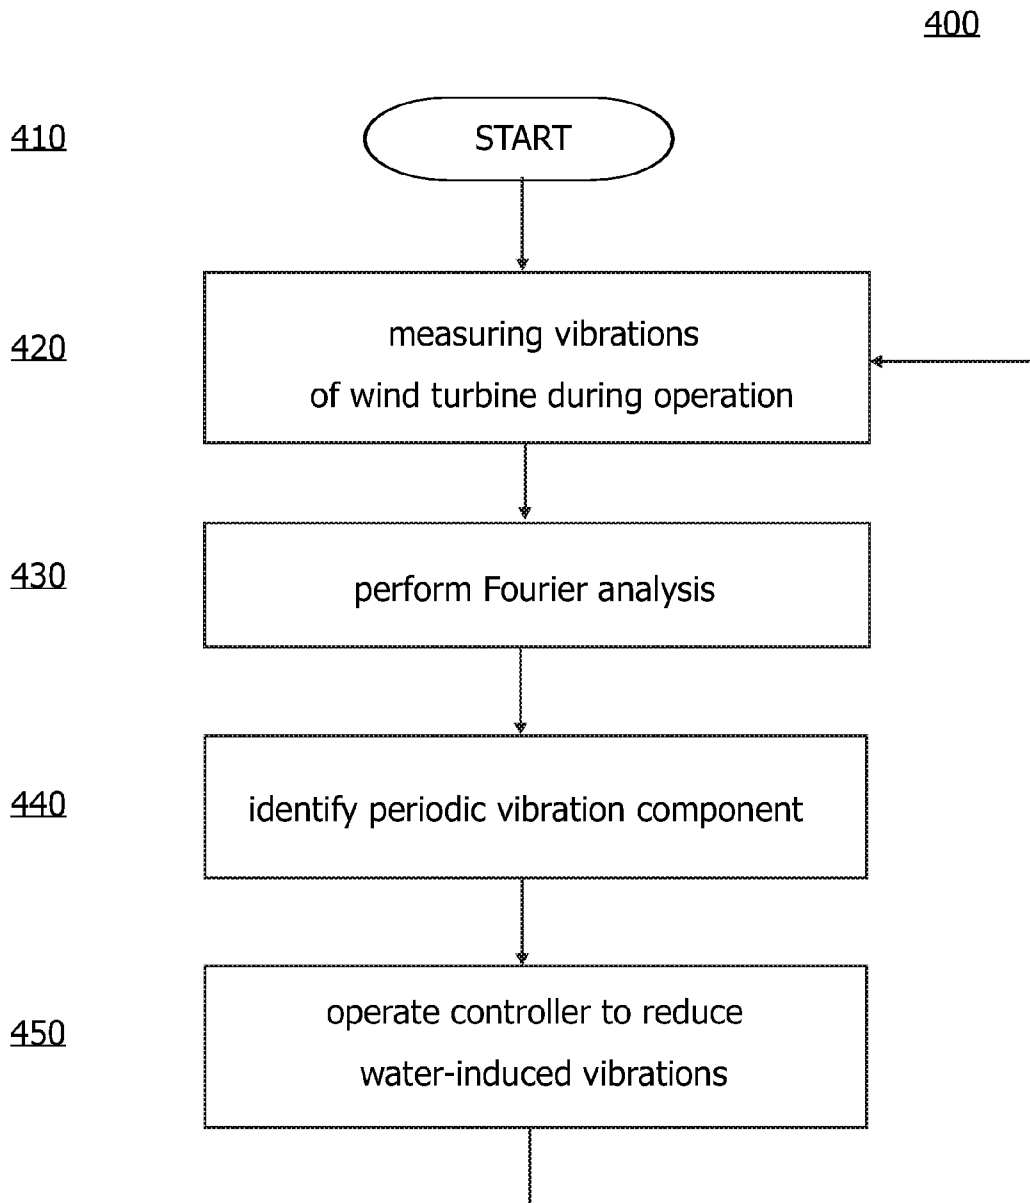 400
410
START
420
measuring vibrations
of wind turbine during operation
430
perform Fourier analysis
440
identify periodic vibration component
450
operate controller to reduce
water-induced vibrations